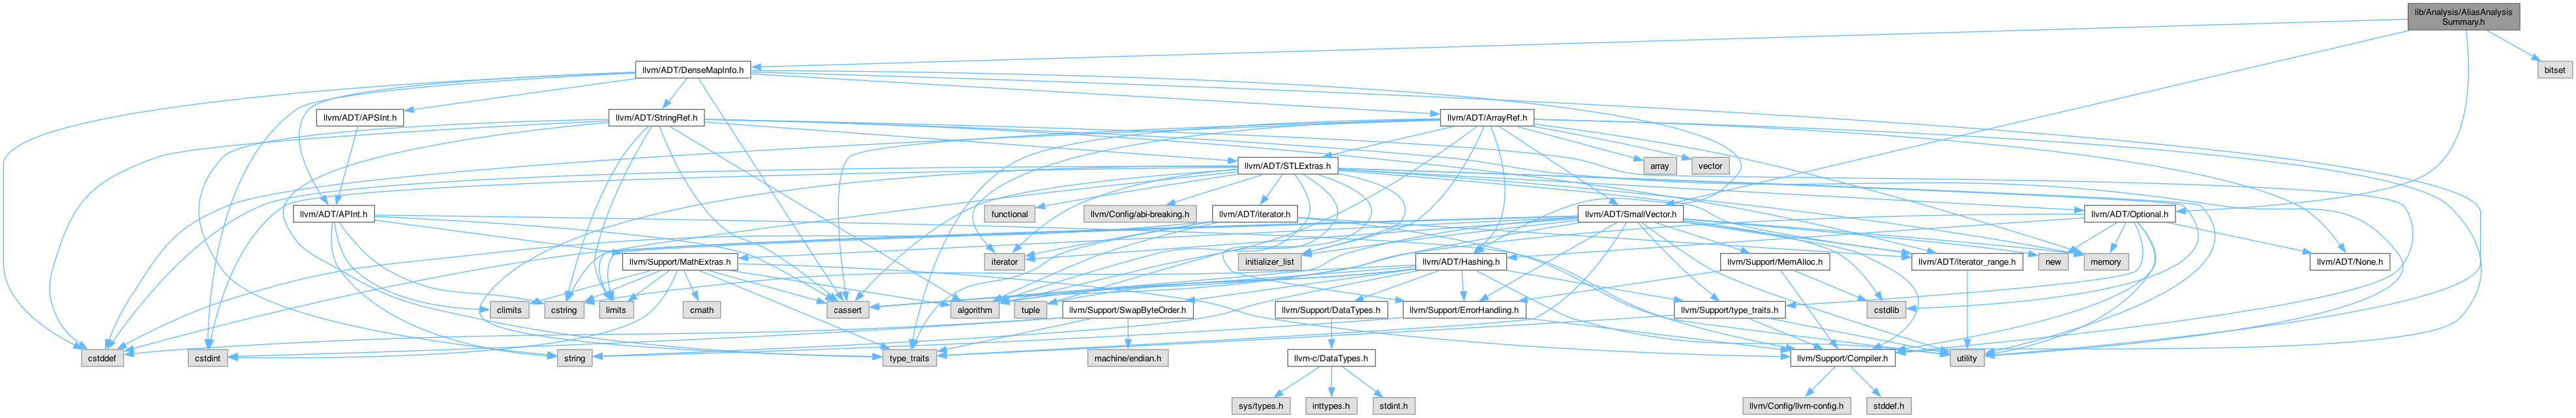 lib/Analysis/AliasAnalysis
Summary.h
llvm/ADT/DenseMapInfo.h
bitset
llvm/ADT/APSInt.h
llvm/ADT/StringRef.h
llvm/ADT/ArrayRef.h
llvm/ADT/STLExtras.h
array
vector
llvm/ADT/APInt.h
functional
llvm/Config/abi-breaking.h
llvm/ADT/iterator.h
llvm/ADT/SmallVector.h
llvm/ADT/Optional.h
llvm/Support/MathExtras.h
iterator
initializer_list
llvm/ADT/Hashing.h
llvm/Support/MemAlloc.h
llvm/ADT/iterator_range.h
new
memory
llvm/ADT/None.h
climits
cstring
limits
cmath
cassert
algorithm
tuple
llvm/Support/SwapByteOrder.h
llvm/Support/DataTypes.h
llvm/Support/ErrorHandling.h
llvm/Support/type_traits.h
cstdlib
cstddef
cstdint
string
type_traits
machine/endian.h
llvm-c/DataTypes.h
llvm/Support/Compiler.h
utility
sys/types.h
inttypes.h
stdint.h
llvm/Config/llvm-config.h
stddef.h